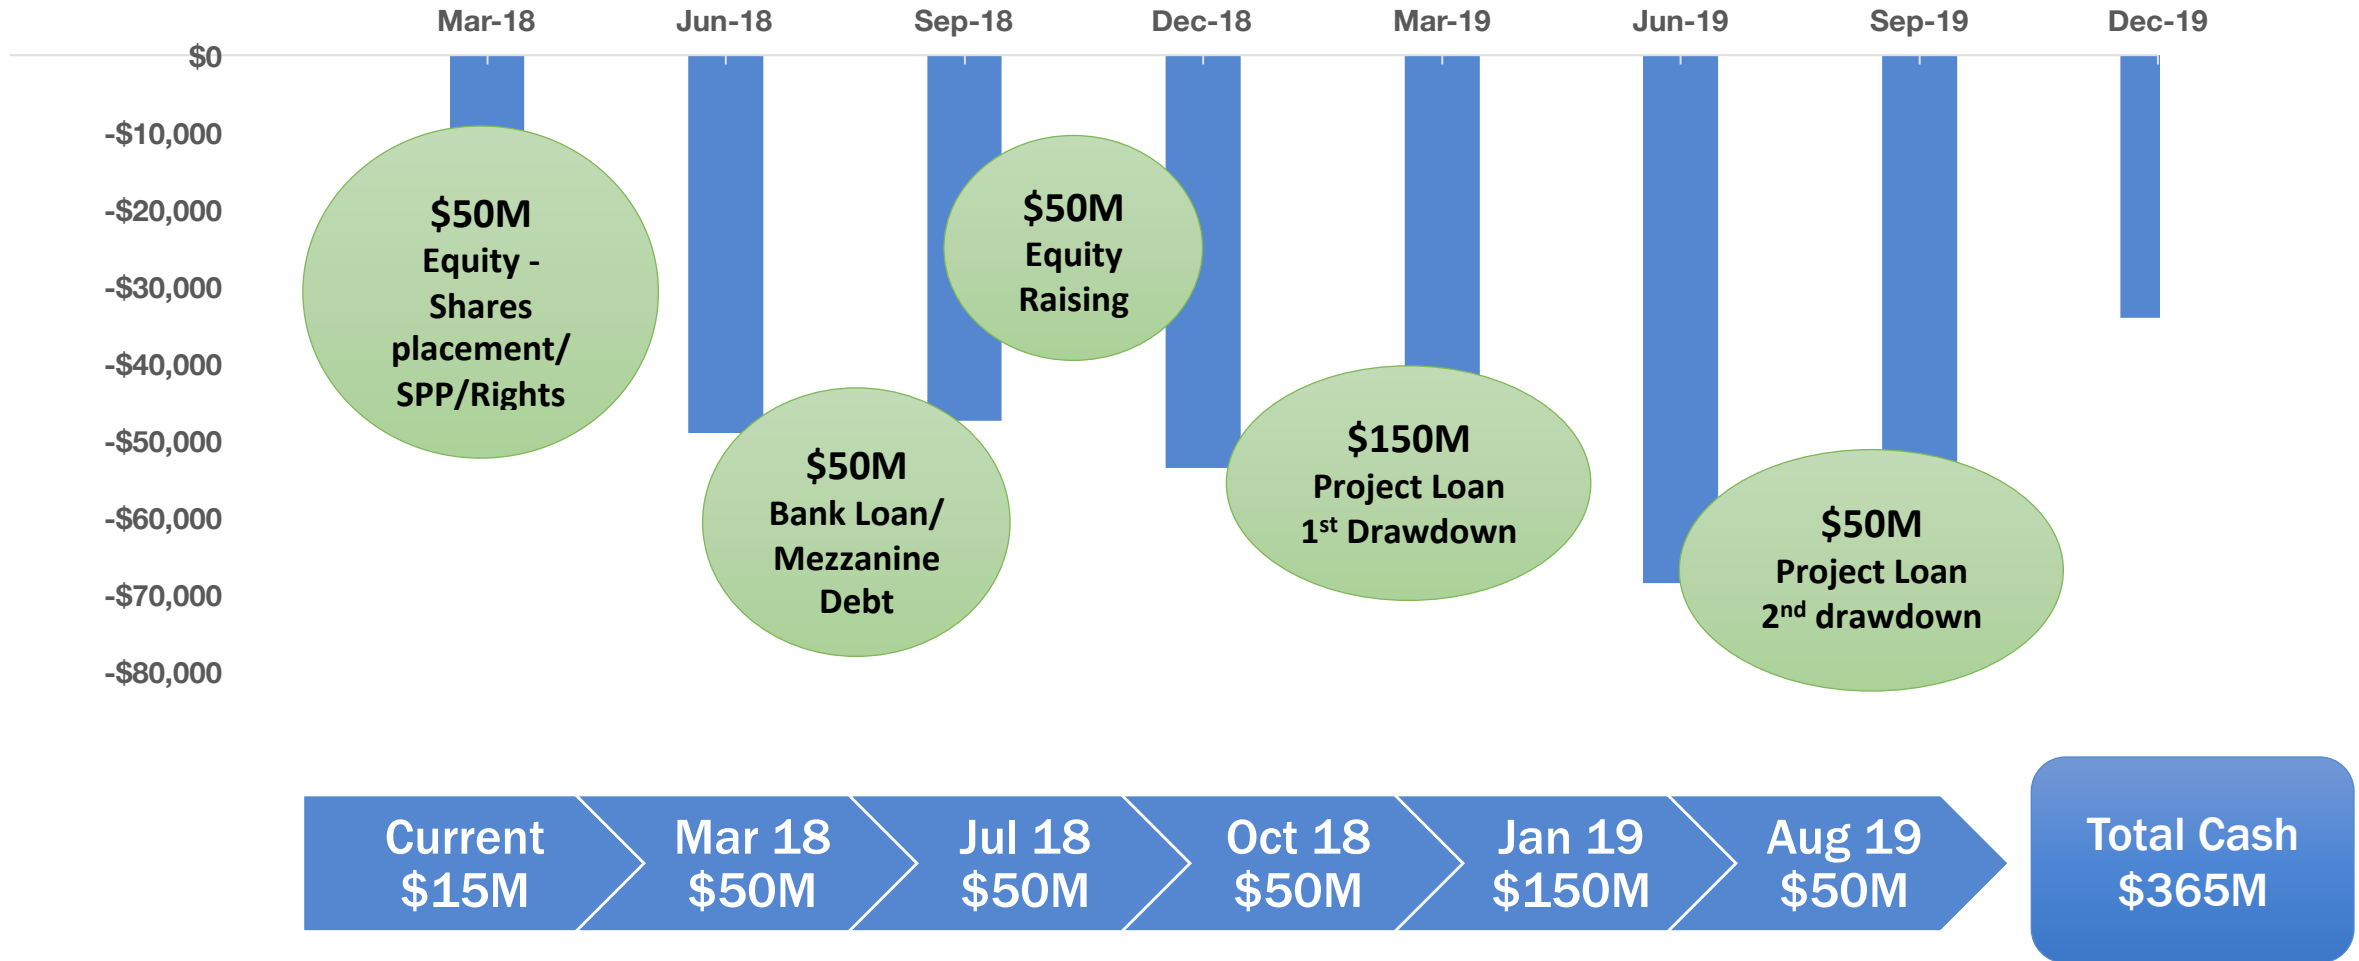 Mar-18 Jun-18 Sep-18 Dec-18 Mar-19 Jun-19 Sep-19 Dec-19
$0
-$10,000
-$20,000
-$30,000
-$40,000
-$50,000
-$60,000
-$70,000
-$80,000
$50M
Equity -
Shares
placement/
SPP/Rights
$50M
Bank Loan/
Mezzanine
Debt
$50M
Equity
Raising
$150M
Project Loan
1st Drawdown
$50M
Project Loan
2nd drawdown
Current
$15M
Mar 18
$50M
Jul 18
$50M
Oct 18
$50M
Jan 19
$150M
Aug 19
$50M
Total Cash
$365M